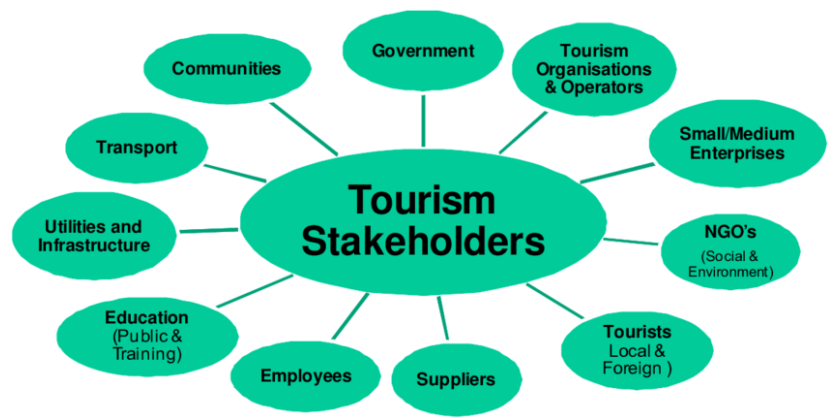 Government
Tourism
Organisations
& Operators
Communities
Small/Medium
Enterprises
Transport
Tourism
Stakeholders
Utilities and
Infrastructure
NGO's
(Social &
Environment)
Education
(Public &
Training)
Tourists
Local &
Foreign )
Employees
Suppliers